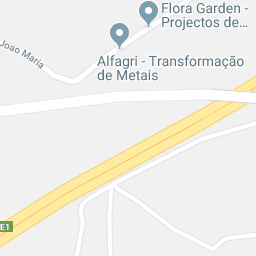 Flora Garden -
Projectos de...
Joao Maria
Alfagri - Transformação
de Metais
E1